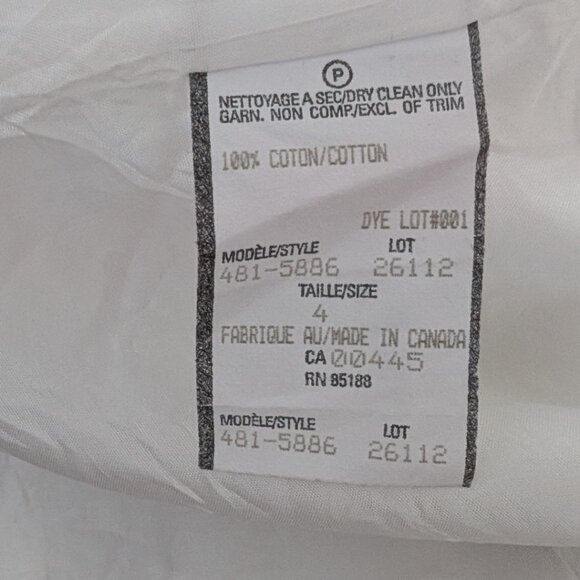 P
NETTOYAGE A SEC/DRY CLEAN ONLY
GARN. NON COMP./EXCL. OF TRIM
100% COTON/COTTON
DYE LOT#001
MODÈLE/STYLE LOT
481-5886 26112
TAILLE/SIZE
4
FABRIQUE AU/MADE IN CANADA
CA 00445
RN 85188
MODÈLE/STYLE LOT
481-5886 26112